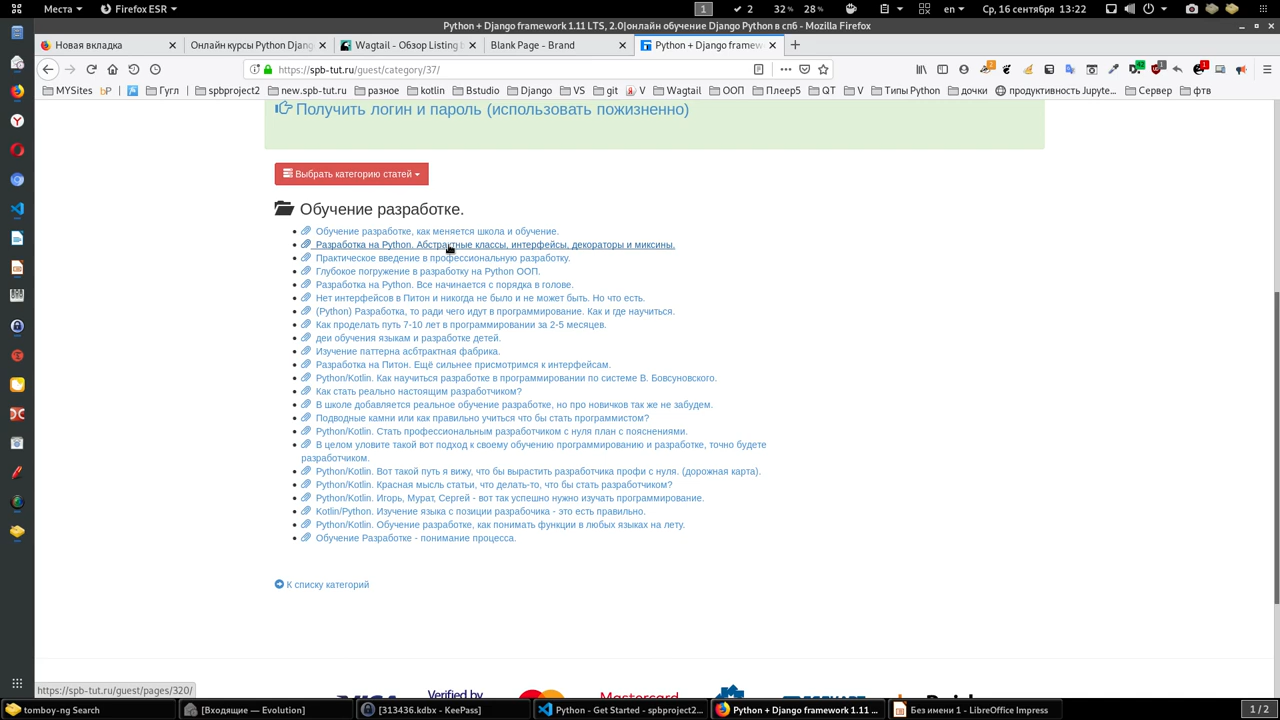 Места
Firefox ESR
1
2
32 %
28 %
en
Ср, 16 сентября
13:22
Python + Django framework 1.11 LTS, 2.0|онлайн обучение Django Python в спб - Mozilla Firefox
Новая вкладка
Онлайн курсы Python Djan
Wagtail - Обзор Listing
Blank Page - Brand
Python + Django framew
https://spb-tut.ru/guest/category/37/
MYSites
bP
Гугл
spbproject2
new.spb-tut.ru
разное
kotlin
Bstudio
Django
VS
git
V
Wagtail
ООП
Плеер5
QT
V
Типы Python
дочки
продуктивность Jupyte...
Сервер
фтв
Получить логин и пароль (использовать пожизненно)
Выбрать категорию статей
Обучение разработке.
Обучение разработке, как меняется школа и обучение.
Разработка на Python. Абстрактные классы, интерфейсы, декораторы и миксины.
Практическое введение в профессиональную разработку.
Глубокое погружение в разработку на Python ООП.
Разработка на Python. Все начинается с порядка в голове.
Нет интерфейсов в Питон и никогда не было и не может быть. Но что есть.
(Python) Разработка, то ради чего идут в программирование. Как и где научиться.
Как проделать путь 7-10 лет в программировании за 2-5 месяцев.
деи обучения языкам и разработке детей.
Изучение паттерна асбтрактная фабрика.
Разработка на Питон. Ещё сильнее присмотримся к интерфейсам.
Python/Kotlin. Как научиться разработке в программировании по системе В. Бовсуновского.
Как стать реально настоящим разработчиком?
В школе добавляется реальное обучение разработке, но про новичков так же не забудем.
Подводные камни или как правильно учиться что бы стать программистом?
Python/Kotlin. Стать профессиональным разработчиком с нуля план с пояснениями.
В целом уловите такой вот подход к своему обучению программированию и разработке, точно будете
разработчиком.
Python/Kotlin. Вот такой путь я вижу, что бы вырастить разработчика профи с нуля. (дорожная карта).
Python/Kotlin. Красная мысль статьи, что делать-то, что бы стать разработчиком?
Python/Kotlin. Игорь, Мурат, Сергей - вот так успешно нужно изучать программирование.
Kotlin/Python. Изучение языка с позиции разрабочика - это есть правильно.
Python/Kotlin. Обучение разработке, как понимать функции в любых языках на лету.
Обучение Разработке - понимание процесса.
К списку категорий
https://spb-tut.ru/guest/pages/320/
Verified by
Mastercard
tomboy-ng Search
[Входящие — Evolution]
[313436.kdbx - KeePass]
Python - Get Started - spbproject2...
Python + Django framework 1.11 ...
Без имени 1 - LibreOffice Impress
1 / 2